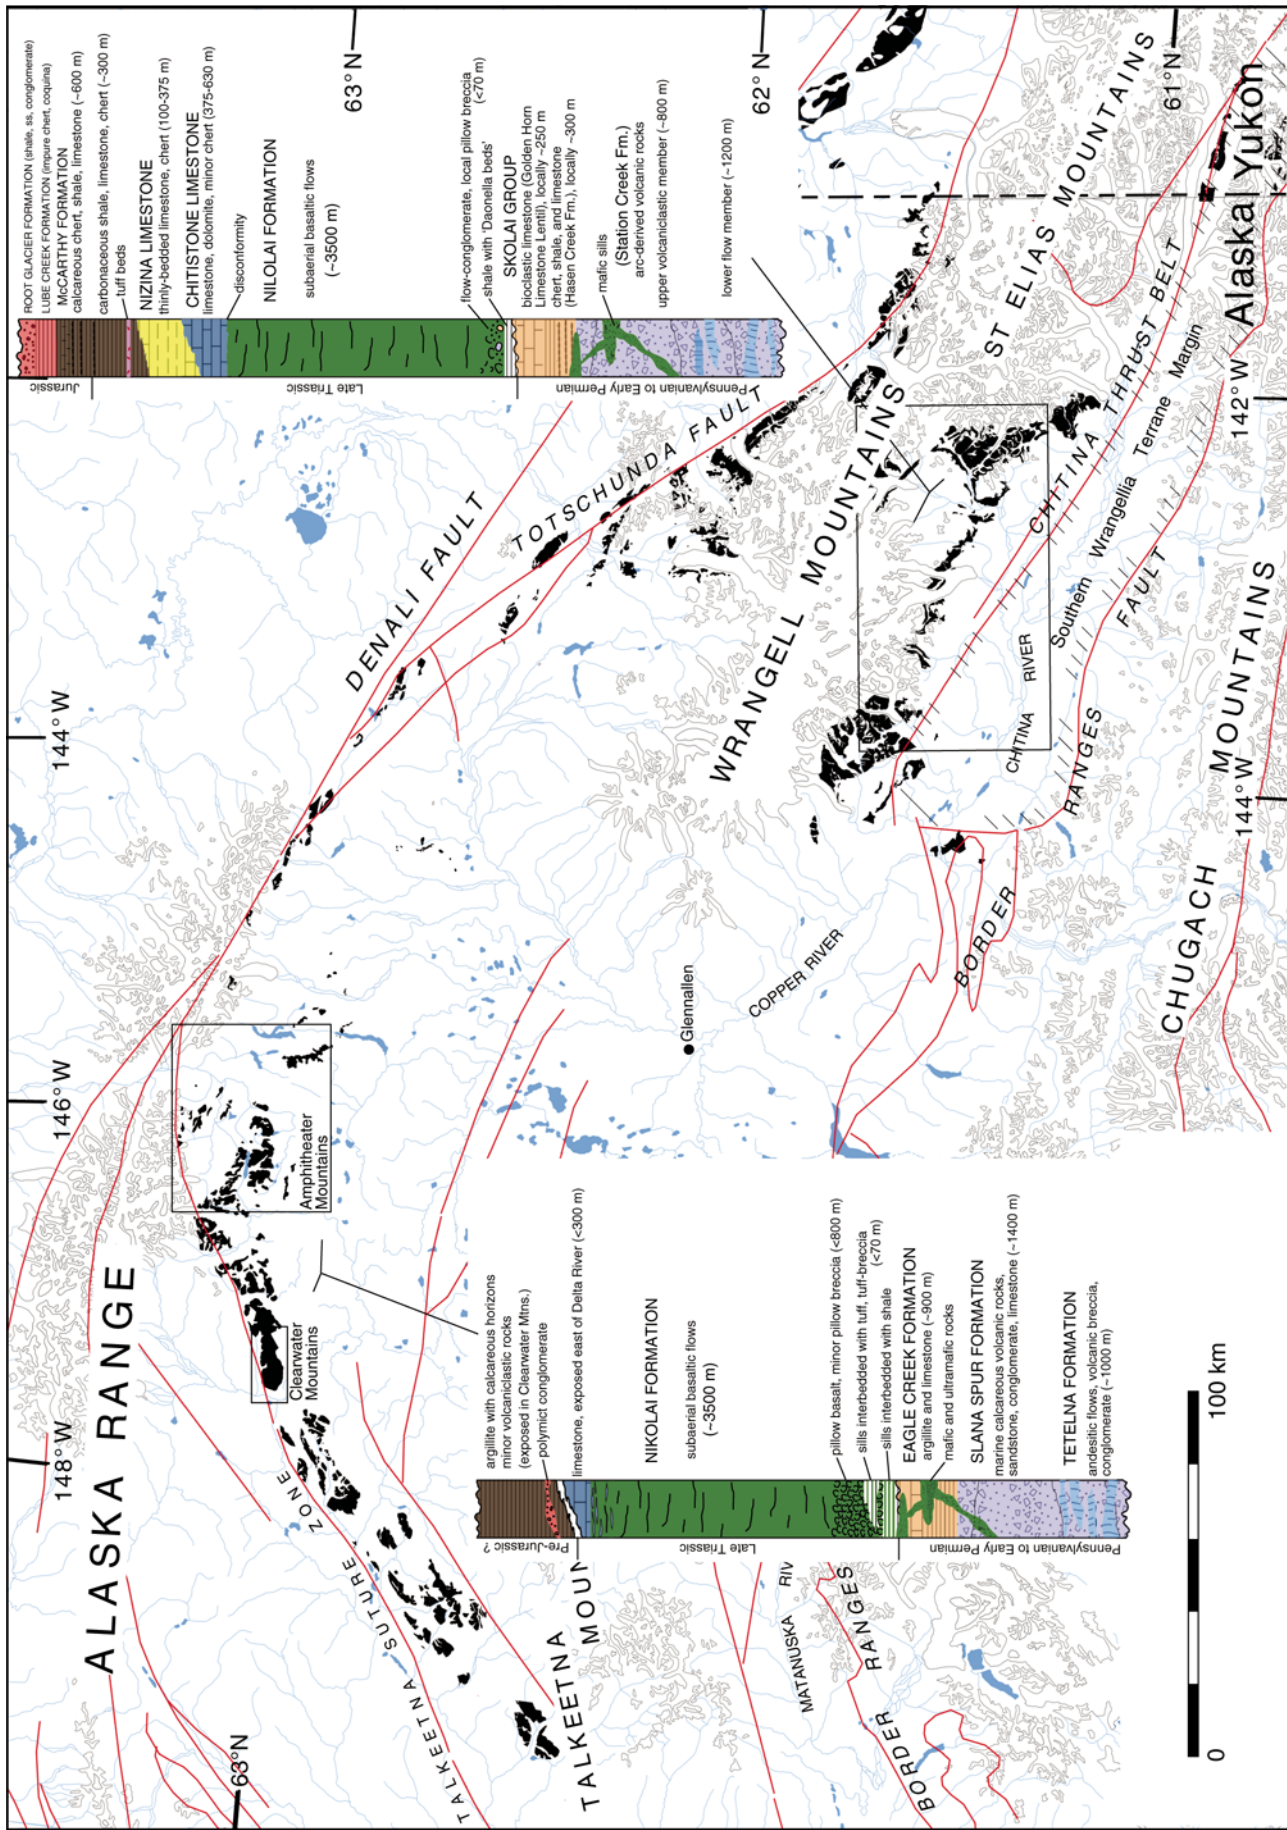 ALASKA RANGE
148° W
146° W
144° W
63°N
63° N
62° N
61°N
142° W
144° W
DENALI FAULT
TOTSCHUNDA FAULT
WRANGELL MOUNTAINS
ST ELIAS MOUNTAINS
CHITINA THRUST BELT
Southern Wrangellia Terrane Margin
CHITINA RIVER
BORDER RANGES FAULT
CHUGACH MOUNTAINS
Alaska
Yukon
COPPER RIVER
Glennallen
Amphitheater
Mountains
Clearwater
Mountains
TALKEETNA SUTURE ZONE
TALKEETNA MOUN
MATANUSKA RIV
BORDER RANGES
0
100 km
argillite with calcareous horizons
minor volcaniclastic rocks
(exposed in Clearwater Mtns.)
polymict conglomerate
limestone, exposed east of Delta River (<300 m)
NIKOLAI FORMATION
subaerial basaltic flows
(~3500 m)
pillow basalt, minor pillow breccia (<800 m)
sills interbedded with tuff, tuff-breccia
(<70 m)
sills interbedded with shale
EAGLE CREEK FORMATION
argillite and limestone (~900 m)
mafic and ultramafic rocks
SLANA SPUR FORMATION
marine calcareous volcanic rocks,
sandstone, conglomerate, limestone (~1400 m)
TETELNA FORMATION
andesitic flows, volcanic breccia,
conglomerate (~1000 m)
Pre-Jurassic ?
Late Triassic
Pennsylvanian to Early Permian
ROOT GLACIER FORMATION (shale, ss, conglomerate)
LUBE CREEK FORMATION (impure chert, coquina)
McCARTHY FORMATION
calcareous chert, shale, limestone (~600 m)
carbonaceous shale, limestone, chert (~300 m)
tuff beds
NIZINA LIMESTONE
thinly-bedded limestone, chert (100-375 m)
CHITISTONE LIMESTONE
limestone, dolomite, minor chert (375-630 m)
disconformity
NILOLAI FORMATION
subaerial basaltic flows
(~3500 m)
flow-conglomerate, local pillow breccia
(<70 m)
shale with 'Daonella beds'
SKOLAI GROUP
bioclastic limestone (Golden Horn
Limestone Lentil), locally ~250 m
chert, shale, and limestone
(Hasen Creek Fm.), locally ~300 m
mafic sills
(Station Creek Fm.)
arc-derived volcanic rocks
upper volcaniclastic member (~800 m)
lower flow member (~1200 m)
Jurassic
Late Triassic
Pennsylvanian to Early Permian